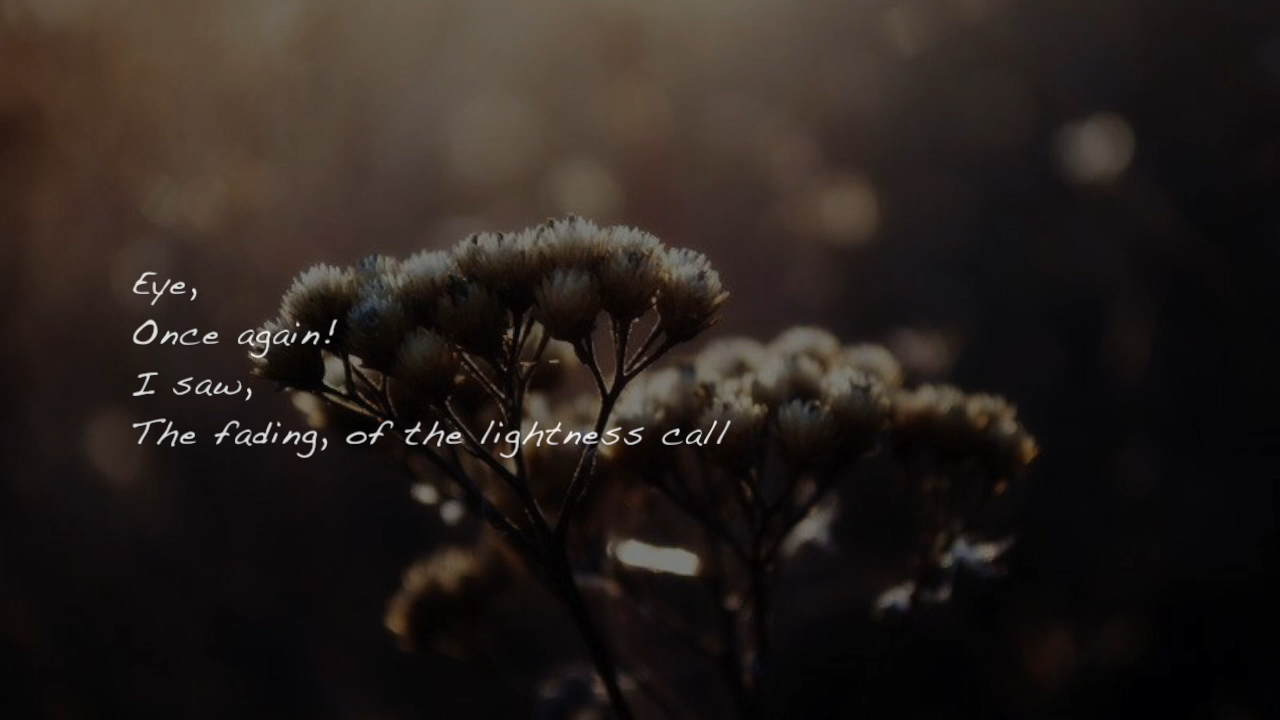 Eye,
Once again!
I saw,
The fading, of the lightness call